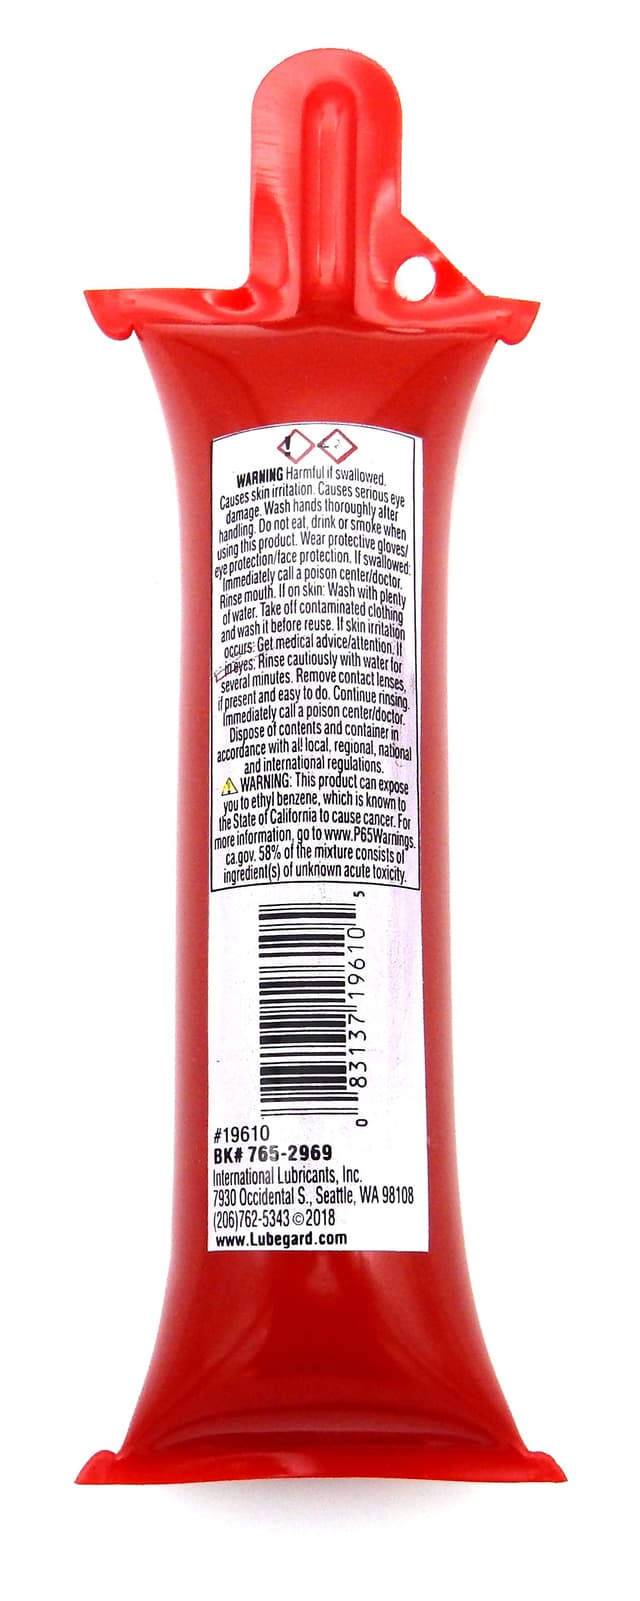 WARNING Harmful if swallowed.
Causes skin irritation. Causes serious eye
damage. Wash hands thoroughly after
handling. Do not eat, drink or smoke when
using this product. Wear protective gloves/
eye protection/face protection. If swallowed:
Immediately call a poison center/doctor.
Rinse mouth. If on skin: Wash with plenty
of water. Take off contaminated clothing
and wash it before reuse. If skin irritation
occurs: Get medical advice/attention. If
in eyes: Rinse cautiously with water for
several minutes. Remove contact lenses,
if present and easy to do. Continue rinsing.
Immediately call a poison center/doctor.
Dispose of contents and container in
accordance with all local, regional, national
and international regulations.
WARNING: This product can expose
you to ethyl benzene, which is known to
the State of California to cause cancer. For
more information, go to www.P65Warnings.
ca.gov. 58% of the mixture consists of
ingredient(s) of unknown acute toxicity.
0 83137 19610 5
#19610
BK# 765-2969
International Lubricants, Inc.
7930 Occidental S., Seattle, WA 98108
(206)762-5343 ©2018
www.Lubegard.com